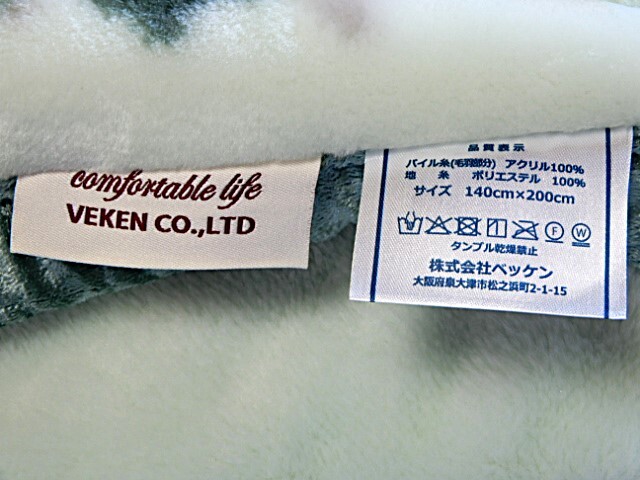 comfortable life
VEKEN CO.,LTD
品質表示
パイル糸(毛羽部分) アクリル100%
地 糸 ポリエステル 100%
サイズ 140cm×200cm
F W
タンブル乾燥禁止
株式会社ベッケン
大阪府泉大津市松之浜町2-1-15